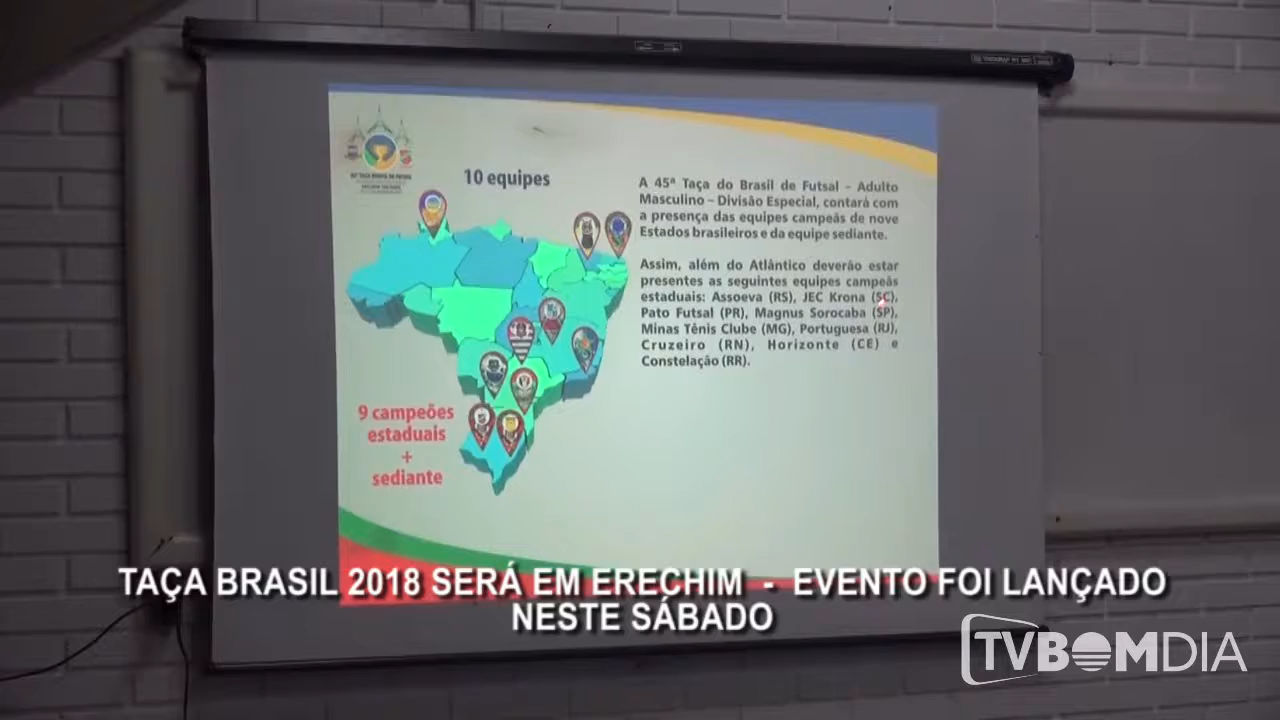 10 equipes
A 45ª Taça do Brasil de Futsal – Adulto
Masculino – Divisão Especial, contará com
a presença das equipes campeãs de nove
Estados brasileiros e da equipe sediante.
Assim, além do Atlântico deverão estar
presentes as seguintes equipes campeãs
estaduais: Assoeva (RS), JEC Krona (SC),
Pato Futsal (PR), Magnus Sorocaba (SP),
Minas Tênis Clube (MG), Portuguesa (RJ),
Cruzeiro (RN), Horizonte (CE) e
Constelação (RR).
9 campeões
estaduais
+
sediante
TAÇA BRASIL 2018 SERÁ EM ERECHIM - EVENTO FOI LANÇADO
NESTE SÁBADO
TVBOMDIA